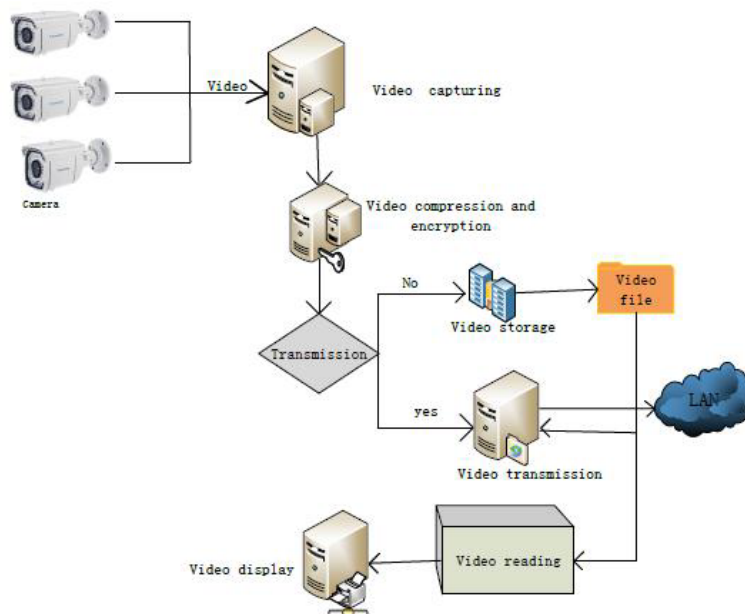 Video
Video capturing
Camera
Video compression and
encryption
No
Video
file
Video storage
Transmission
LAN
yes
Video transmission
Video reading
Video display